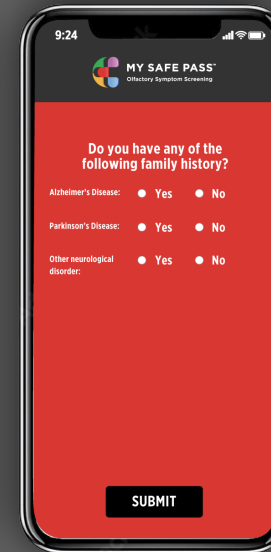 9:24
MY SAFE PASS™
Olfactory Symptom Screening
Do you have any of the
following family history?
Alzheimer's Disease: Yes No
Parkinson's Disease: Yes No
Other neurological
disorder: Yes No
SUBMIT